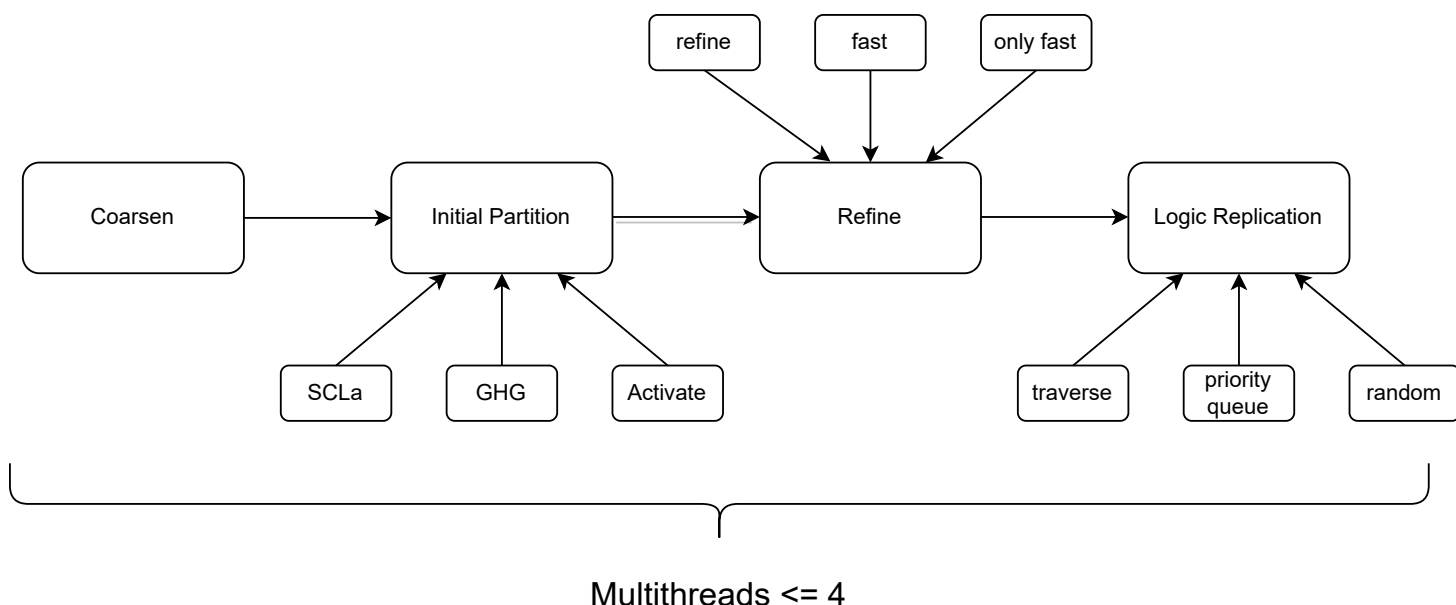 refine
fast
only fast
Coarsen
Initial Partition
Refine
Logic Replication
SCLa
GHG
Activate
traverse
priority
queue
random
Multithreads <= 4